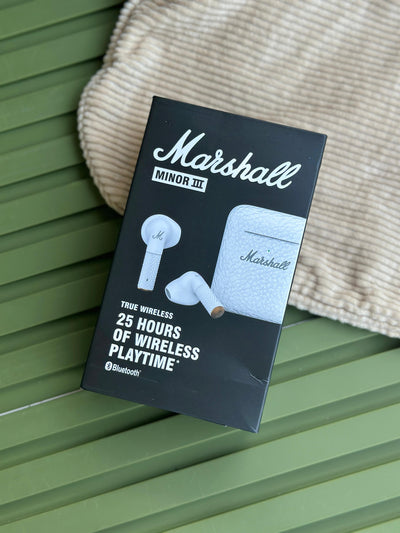 Marshall
MINOR III
M
Marshall
TRUE WIRELESS
25 HOURS
OF WIRELESS
PLAYTIME*
Bluetooth®